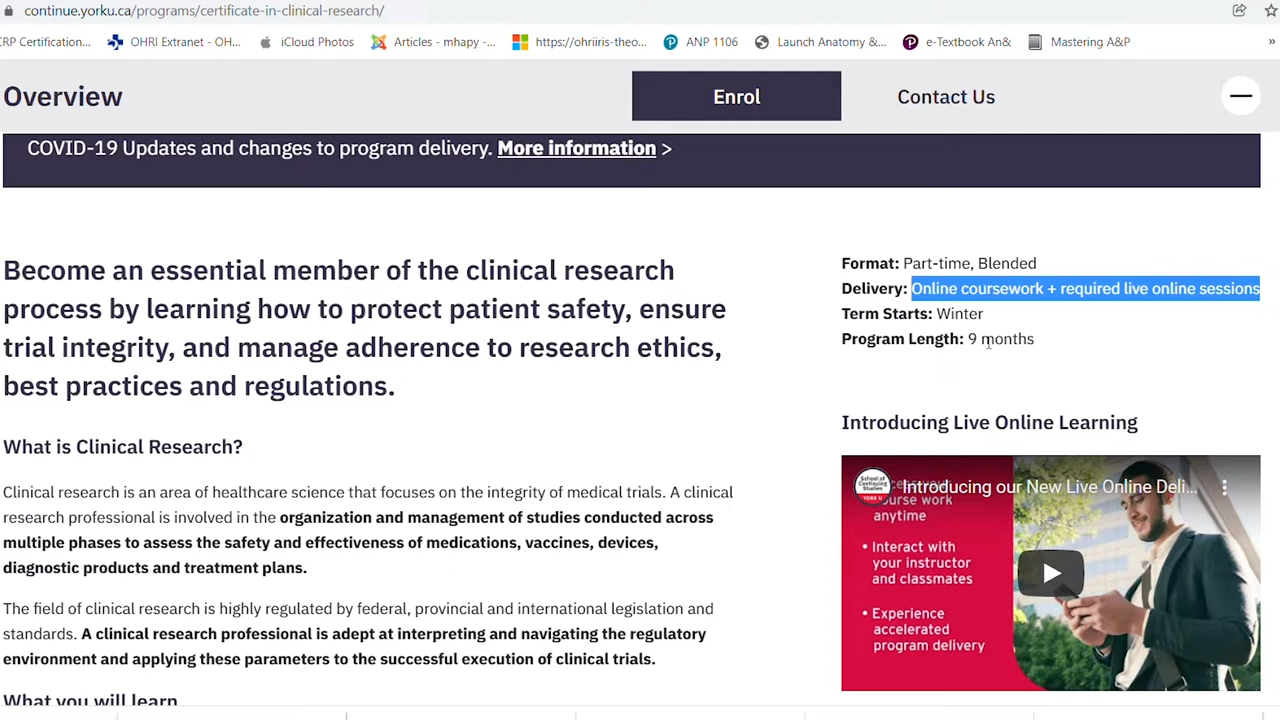 continue.yorku.ca/programs/certificate-in-clinical-research/
CRP Certification... OHRI Extranet - OH... iCloud Photos Articles - mhapy -... https://ohriiris-theo... ANP 1106 Launch Anatomy &... e-Textbook An& Mastering A&P »
Overview Enrol Contact Us
COVID-19 Updates and changes to program delivery. More information >
Become an essential member of the clinical research
process by learning how to protect patient safety, ensure
trial integrity, and manage adherence to research ethics,
best practices and regulations.
Format: Part-time, Blended
Delivery: Online coursework + required live online sessions
Term Starts: Winter
Program Length: 9 months
What is Clinical Research?
Clinical research is an area of healthcare science that focuses on the integrity of medical trials. A clinical
research professional is involved in the organization and management of studies conducted across
multiple phases to assess the safety and effectiveness of medications, vaccines, devices,
diagnostic products and treatment plans.
The field of clinical research is highly regulated by federal, provincial and international legislation and
standards. A clinical research professional is adept at interpreting and navigating the regulatory
environment and applying these parameters to the successful execution of clinical trials.
What you will learn
Introducing Live Online Learning
School of
Continuing
Studies
YORK U
Introducing our New Live Online Deli...
course work
anytime
• Interact with
your instructor
and classmates
• Experience
accelerated
program delivery